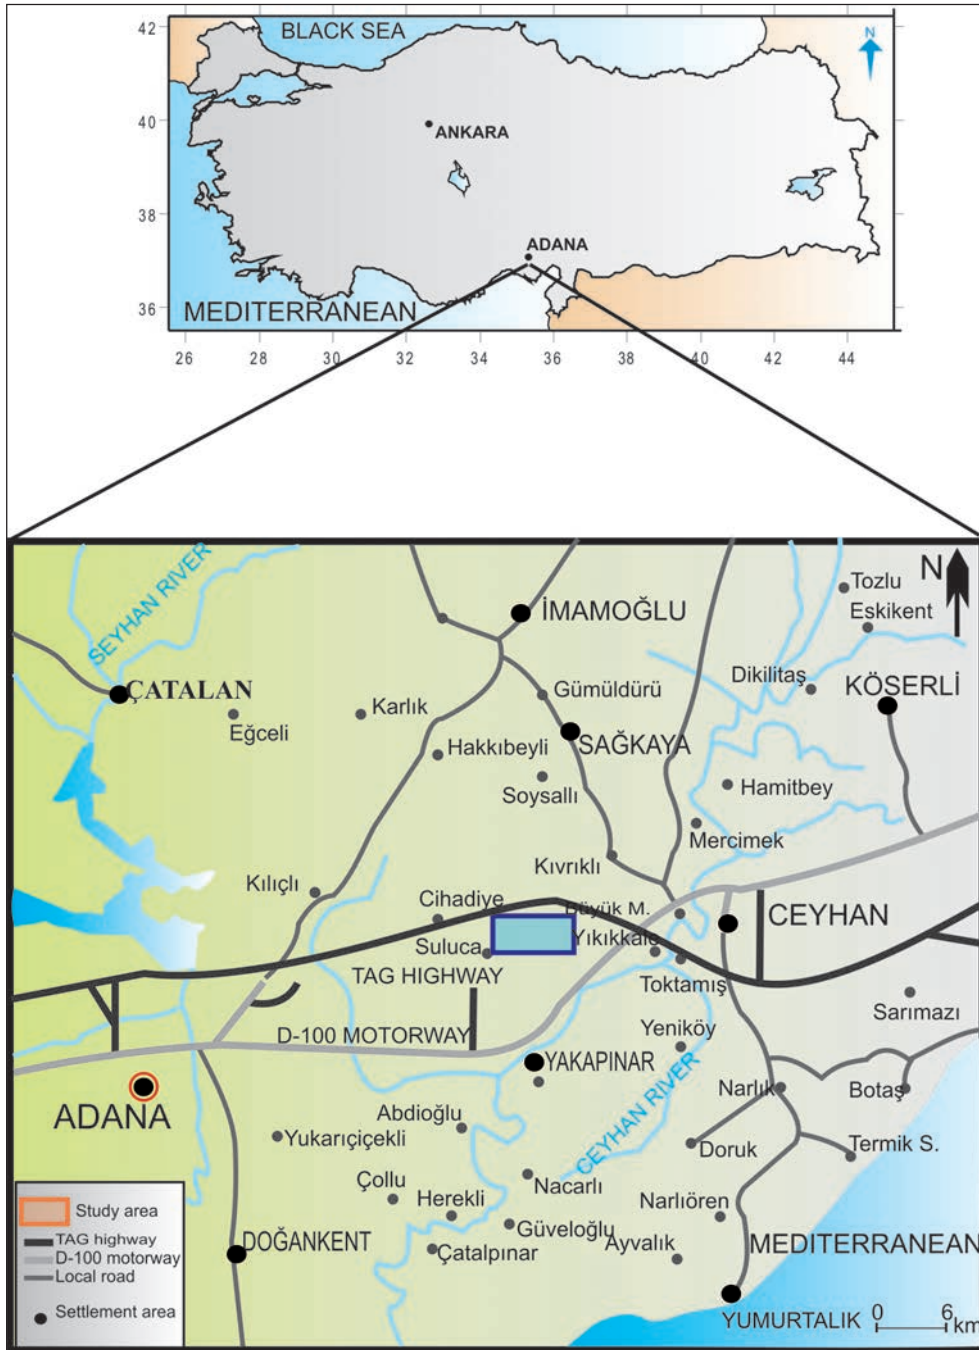 42
BLACK SEA
N
40
ANKARA
38
ADANA
36
MEDITERRANEAN
26
28
30
32
34
36
38
40
42
44
SEYHAN RIVER
N
Tozlu
Eskikent
İMAMOĞLU
Dikilitaş
KÖSERLİ
ÇATALAN
Eğceli
Karlık
Gümüldürü
SAĞKAYA
Hakkıbeyli
Soysallı
Hamitbey
Mercimek
Kıvrıklı
Kılıçlı
Cihadiye
Büyük M.
CEYHAN
Suluca
Yıkıkkale
TAG HIGHWAY
Toktamış
Sarımazı
D-100 MOTORWAY
Yeniköy
YAKAPINAR
CEYHAN RIVER
Narlık
Botaş
ADANA
Abdioğlu
Yukarıçiçekli
Doruk
Termik S.
Çollu
Herekli
Nacarlı
Narlıören
Güveloğlu
Ayvalık
Çatalpınar
DOĞANKENT
MEDITERRANEAN
YUMURTALIK
0 6
km
Study area
TAG highway
D-100 motorway
Local road
Settlement area